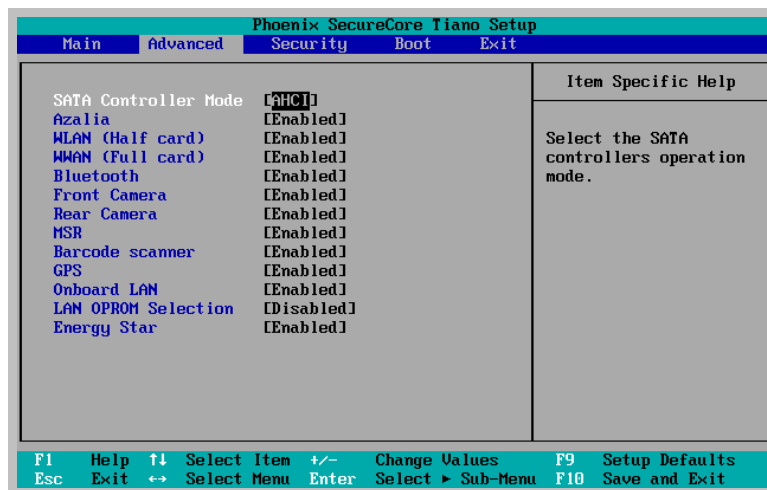 Phoenix SecureCore Tiano Setup
Main Advanced Security Boot Exit
Item Specific Help
SATA Controller Mode [AHCI]
Azalia [Enabled]
WLAN (Half card) [Enabled]
WWAN (Full card) [Enabled]
Bluetooth [Enabled]
Front Camera [Enabled]
Rear Camera [Enabled]
MSR [Enabled]
Barcode scanner [Enabled]
GPS [Enabled]
Onboard LAN [Enabled]
LAN OPROM Selection [Disabled]
Energy Star [Enabled]
Select the SATA
controllers operation
mode.
F1 Help ↑↓ Select Item +/- Change Values F9 Setup Defaults
Esc Exit ↔ Select Menu Enter Select ► Sub-Menu F10 Save and Exit